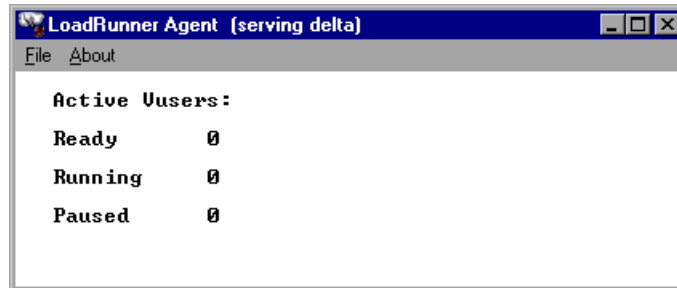 LoadRunner Agent (serving delta)
File About
Active Vusers:
Ready 0
Running 0
Paused 0